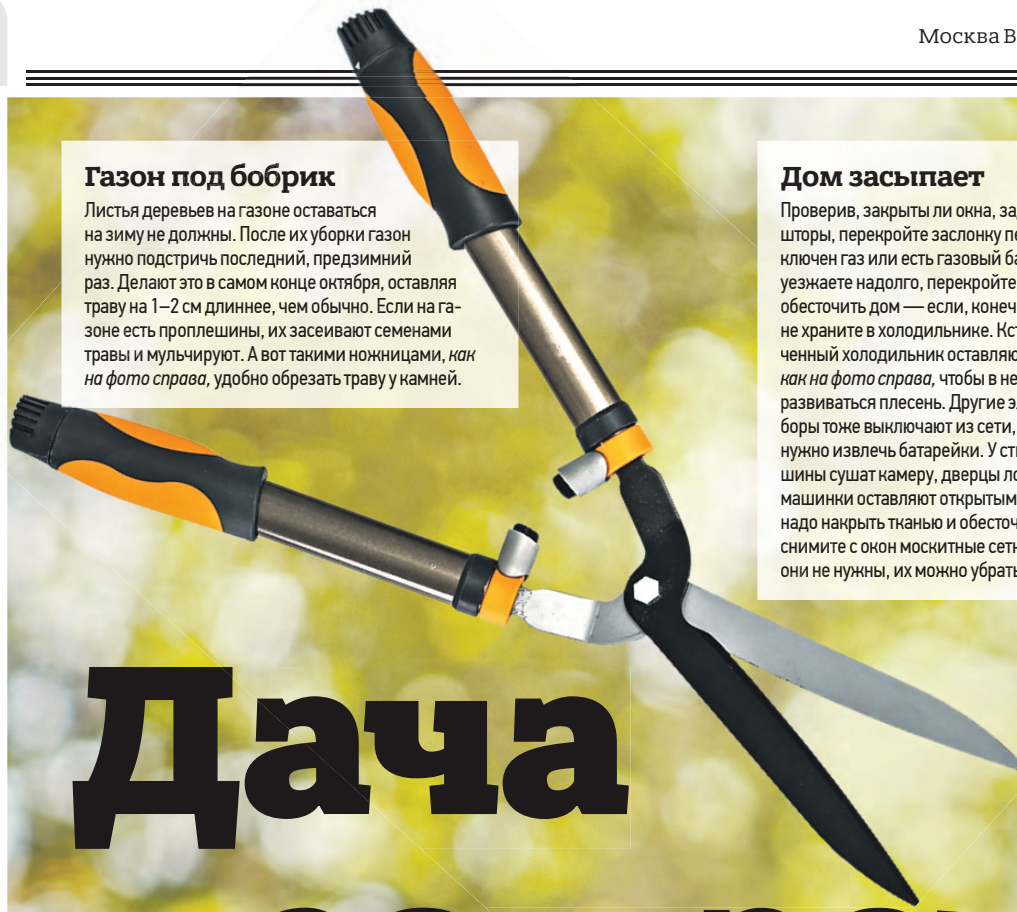 Москва В
Газон под бобрик
Листья деревьев на газоне оставаться
на зиму не должны. После их уборки газон
нужно подстричь последний, предзимний
раз. Делают это в самом конце октября, оставляя
траву на 1–2 см длиннее, чем обычно. Если на га-
зоне есть проплешины, их засеивают семенами
травы и мульчируют. А вот такими ножницами, как
на фото справа, удобно обрезать траву у камней.
Дом засыпает
Проверив, закрыты ли окна, за
шторы, перекройте заслонку
ключен газ или есть газовый
уезжаете надолго, перекройте
обесточить дом — если, конеч
не храните в холодильнике.
ченный холодильник оставляю
как на фото справа, чтобы в не
развиваться плесень. Другие
боры тоже выключают из сети,
нужно извлечь батарейки. У
шины сушат камеру, дверцы
машинки оставляют открытым
надо накрыть тканью и обесточ
снимите с окон москитные
они не нужны, их можно убрать
Дача